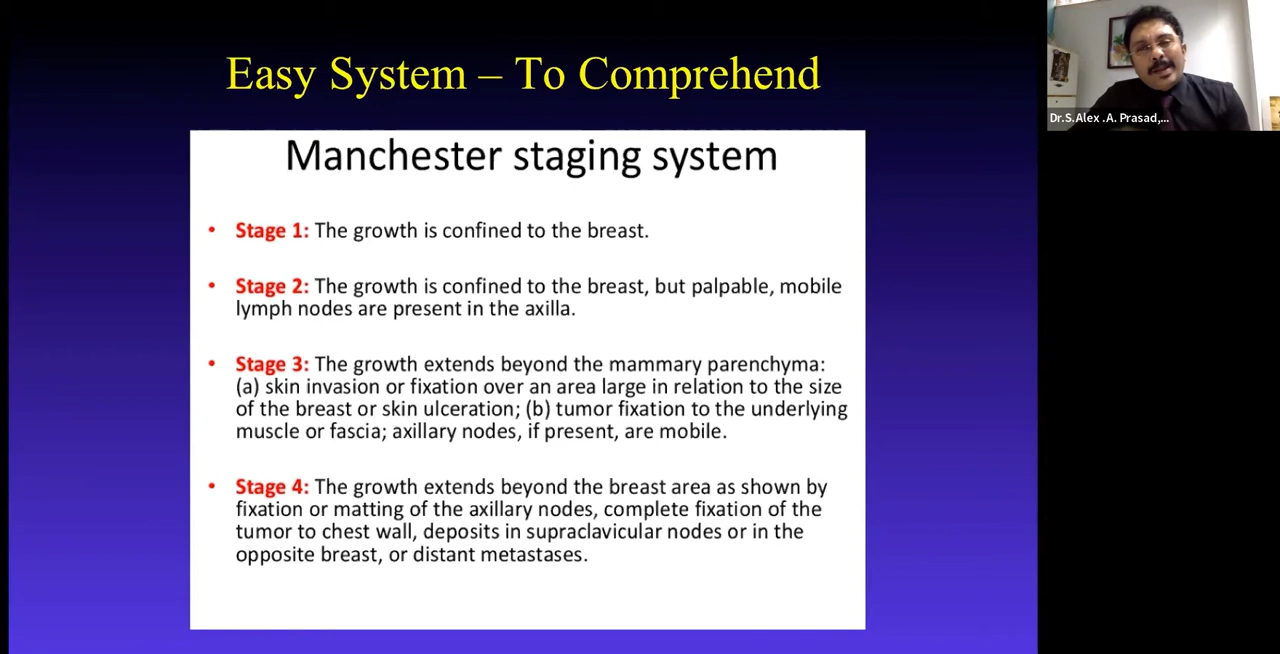 Easy System – To Comprehend
Manchester staging system
• Stage 1: The growth is confined to the breast.
• Stage 2: The growth is confined to the breast, but palpable, mobile
lymph nodes are present in the axilla.
• Stage 3: The growth extends beyond the mammary parenchyma:
(a) skin invasion or fixation over an area large in relation to the size
of the breast or skin ulceration; (b) tumor fixation to the underlying
muscle or fascia; axillary nodes, if present, are mobile.
• Stage 4: The growth extends beyond the breast area as shown by
fixation or matting of the axillary nodes, complete fixation of the
tumor to chest wall, deposits in supraclavicular nodes or in the
opposite breast, or distant metastases.
Dr.S.Alex .A. Prasad,...